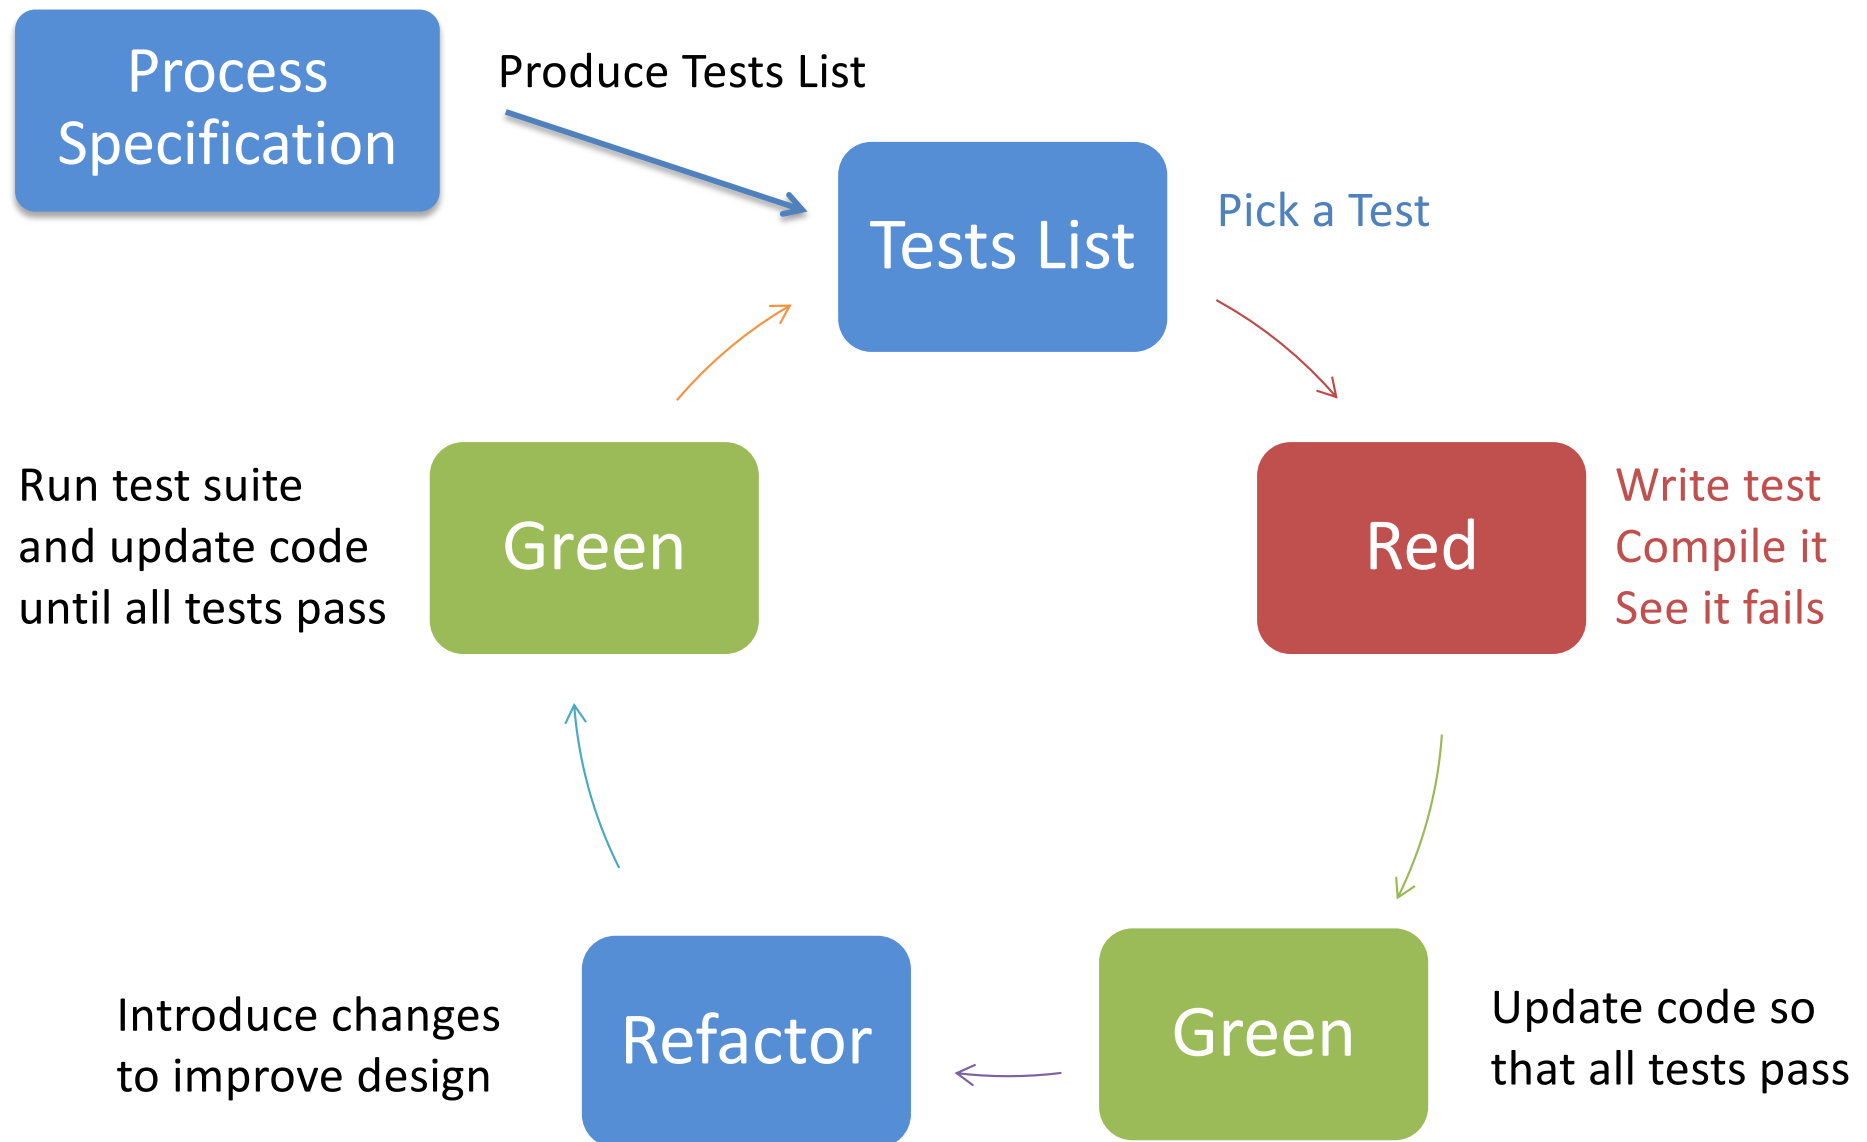 Process
Specification
Produce Tests List
Tests List
Pick a Test
Red
Write test
Compile it
See it fails
Green
Update code so
that all tests pass
Refactor
Introduce changes
to improve design
Green
Run test suite
and update code
until all tests pass